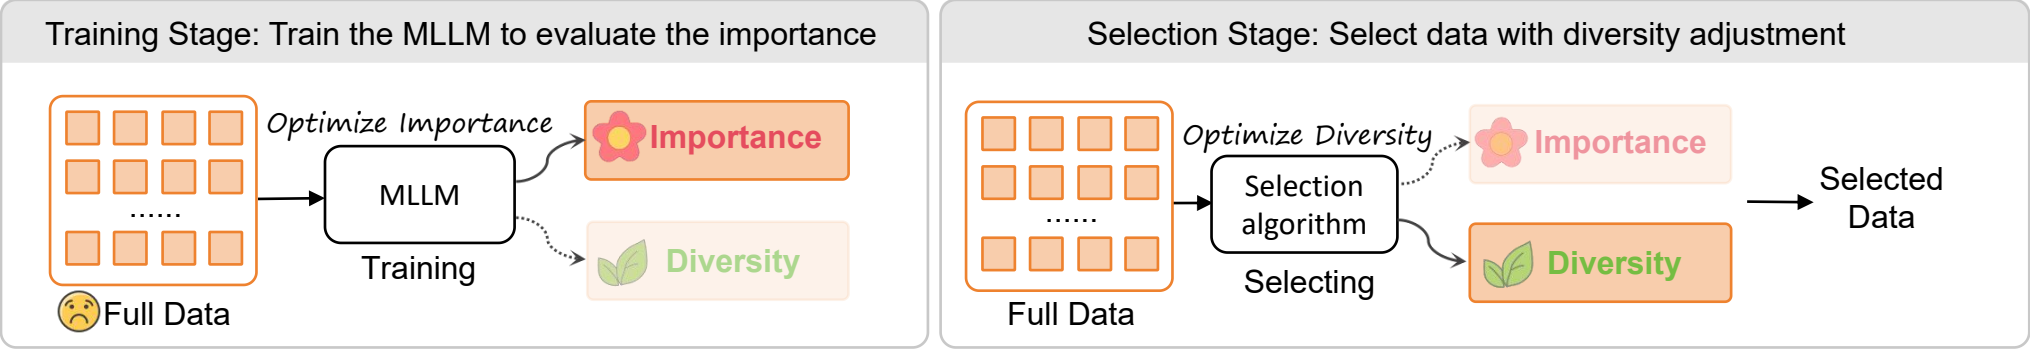 Training Stage: Train the MLLM to evaluate the importance
Optimize Importance
Importance
MLLM
......
Diversity
Training
Full Data
Selection Stage: Select data with diversity adjustment
Optimize Diversity
Importance
Selection
algorithm
......
Diversity
Selecting
Full Data
Selected
Data